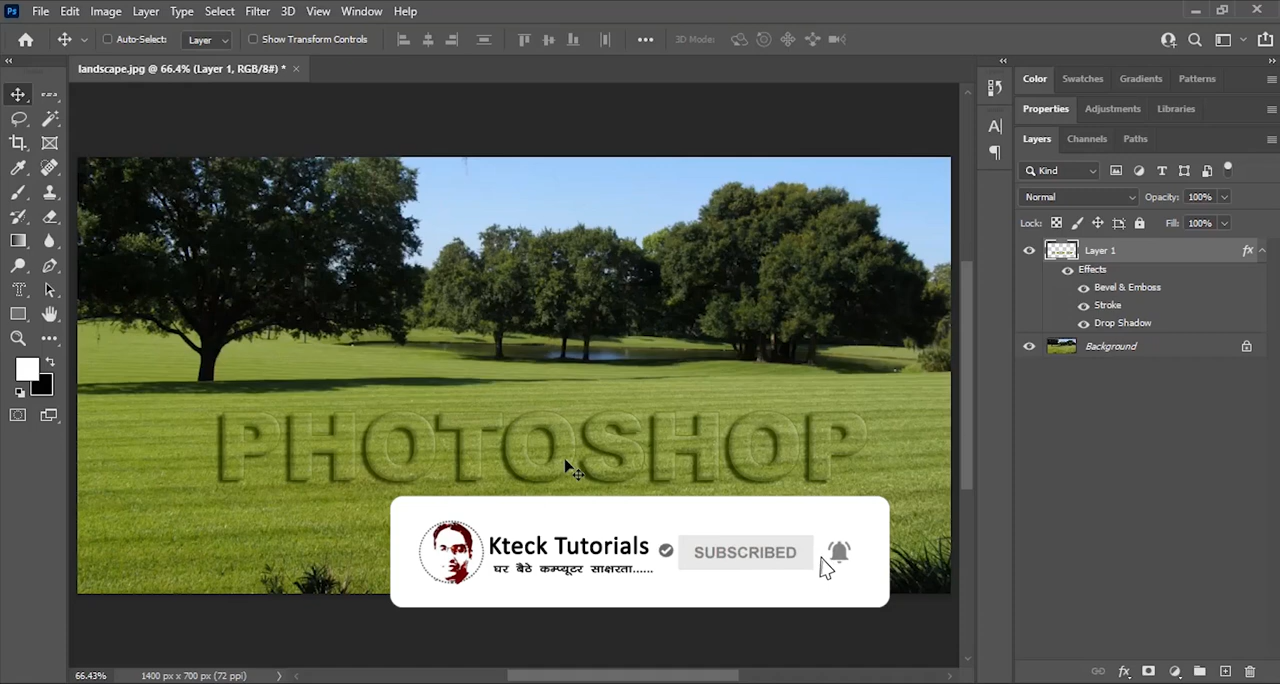 Ps File Edit Image Layer Type Select Filter 3D View Window Help
Auto-Select: Layer Show Transform Controls 3D Mode:
landscape.jpg @ 66.4% (Layer 1, RGB/8#) *
Color Swatches Gradients Patterns
Properties Adjustments Libraries
Layers Channels Paths
Kind
Normal Opacity: 100%
Lock: Fill: 100%
Layer 1 fx
Effects
Bevel & Emboss
Stroke
Drop Shadow
Background
PHOTOSHOP
Kteck Tutorials SUBSCRIBED
घर बैठे कम्प्यूटर साक्षरता......
66.43% 1400 px x 700 px (72 ppi)
fx